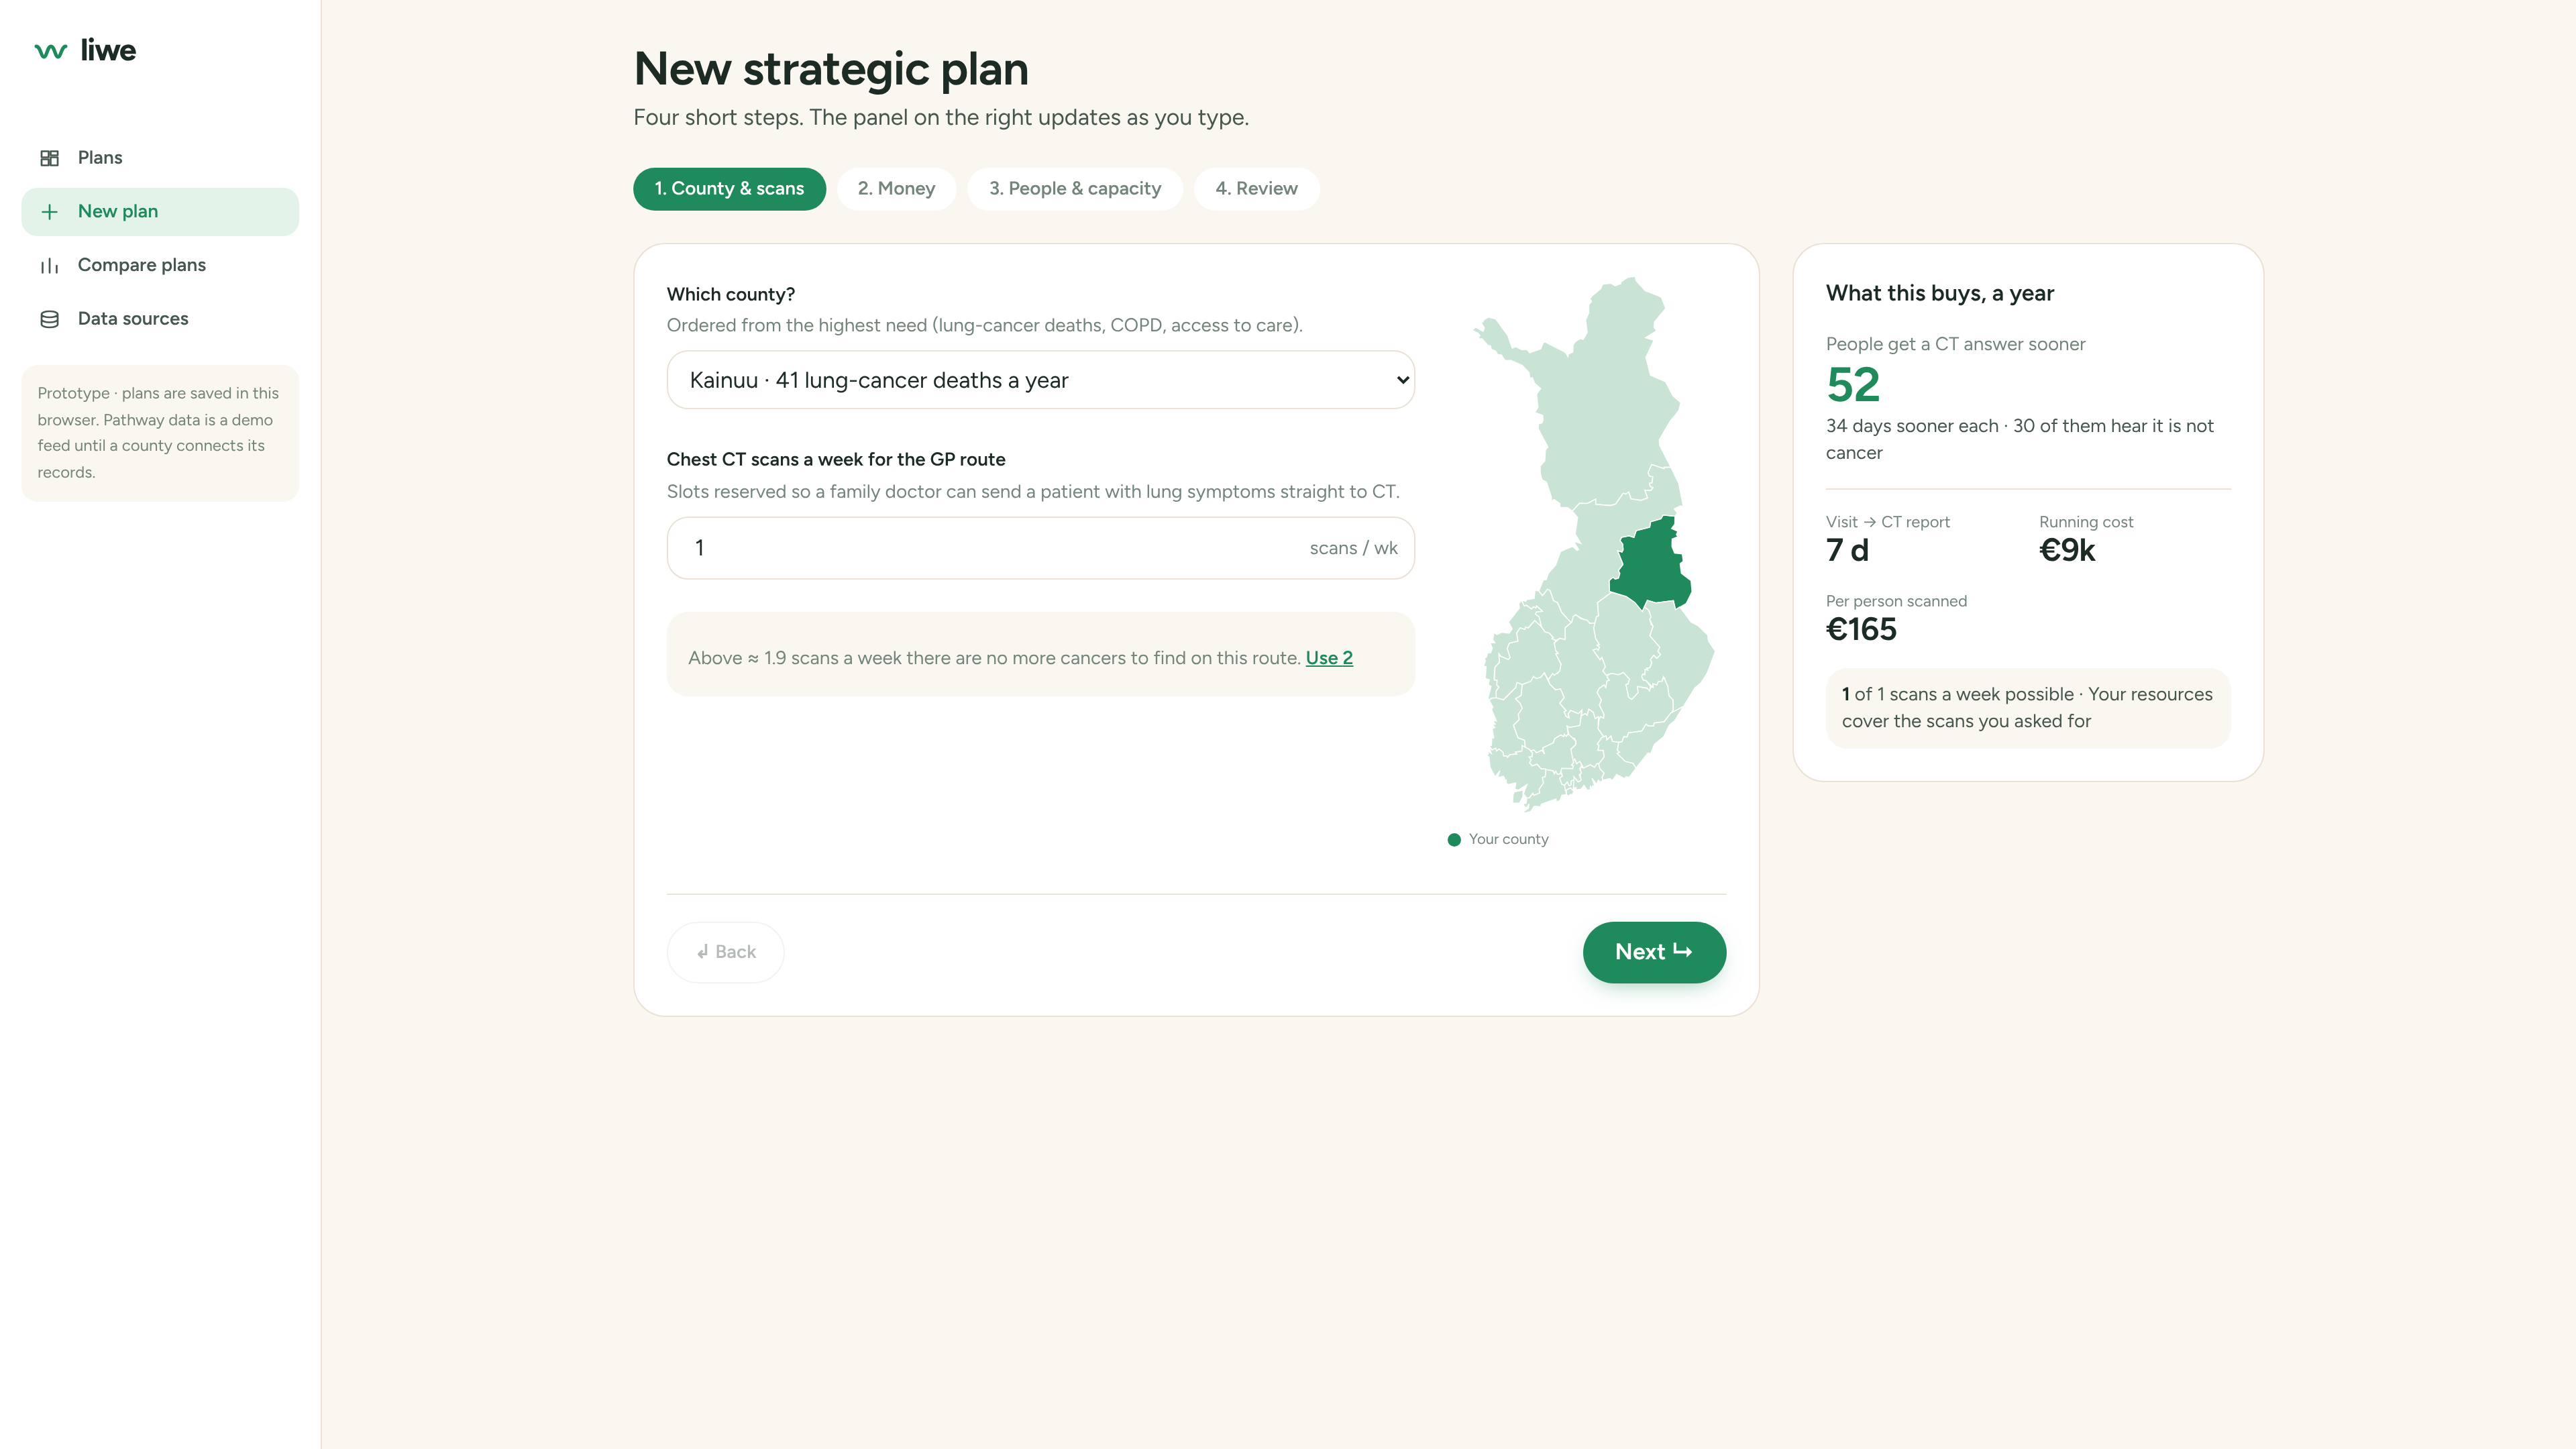 liwe
Plans
New plan
Compare plans
Data sources
Prototype · plans are saved in this
browser. Pathway data is a demo
feed until a county connects its
records.
New strategic plan
Four short steps. The panel on the right updates as you type.
1. County & scans
2. Money
3. People & capacity
4. Review
Which county?
Ordered from the highest need (lung-cancer deaths, COPD, access to care).
Kainuu · 41 lung-cancer deaths a year
Chest CT scans a week for the GP route
Slots reserved so a family doctor can send a patient with lung symptoms straight to CT.
1 scans / wk
Above ≈ 1.9 scans a week there are no more cancers to find on this route. Use 2
Your county
↲ Back
Next ↳
What this buys, a year
People get a CT answer sooner
52
34 days sooner each · 30 of them hear it is not
cancer
Visit → CT report
7 d
Running cost
€9k
Per person scanned
€165
1 of 1 scans a week possible · Your resources
cover the scans you asked for